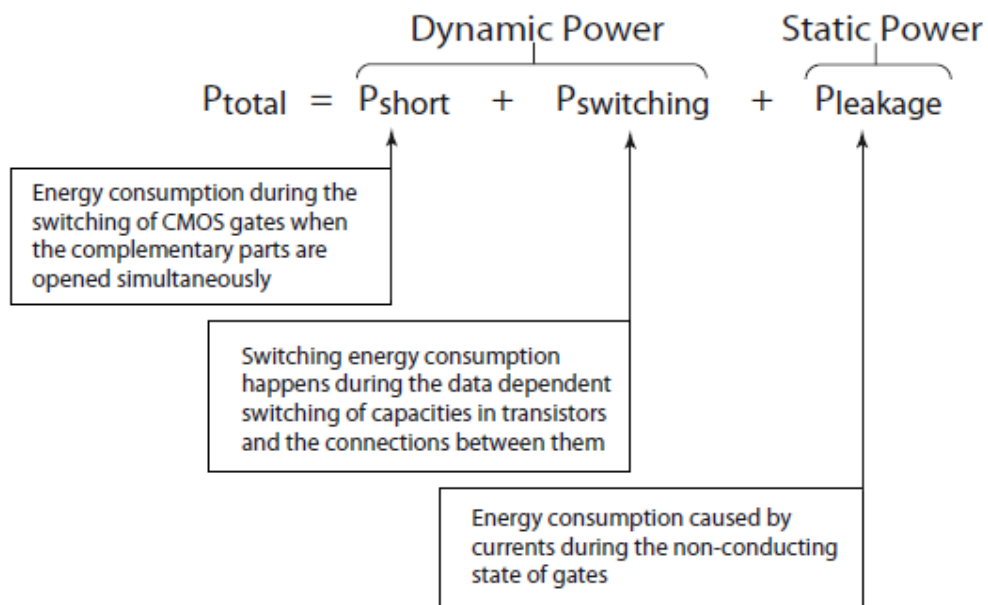 Dynamic Power Static Power
Ptotal = Pshort + Pswitching + Pleakage
Energy consumption during the
switching of CMOS gates when
the complementary parts are
opened simultaneously
Switching energy consumption
happens during the data dependent
switching of capacities in transistors
and the connections between them
Energy consumption caused by
currents during the non-conducting
state of gates